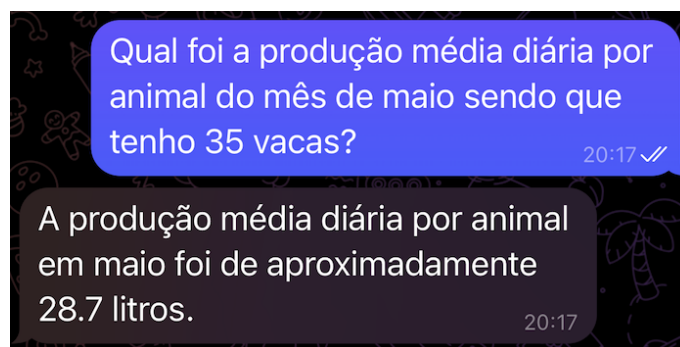 Qual foi a produção média diária por
animal do mês de maio sendo que
tenho 35 vacas?
20:17
A produção média diária por animal
em maio foi de aproximadamente
28.7 litros.
20:17